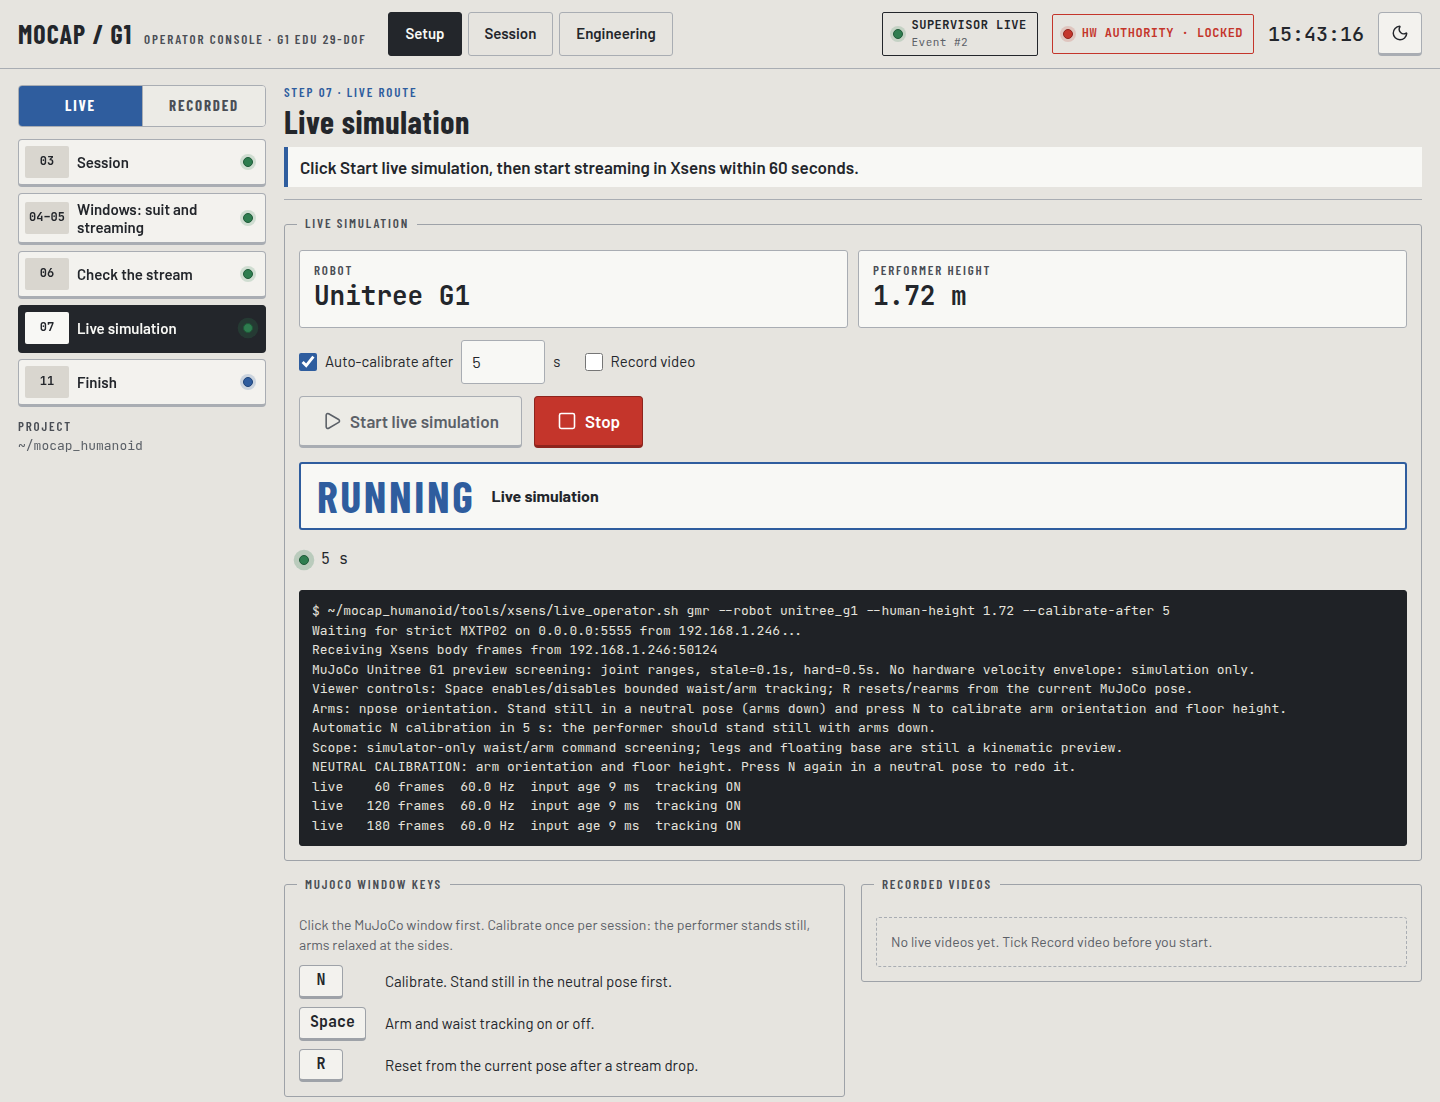 MOCAP / G1
OPERATOR CONSOLE · G1 EDU 29-DOF
Setup
Session
Engineering
SUPERVISOR LIVE
Event #2
HW AUTHORITY · LOCKED
15:43:16
LIVE
RECORDED
03
Session
04–05
Windows: suit and
streaming
06
Check the stream
07
Live simulation
11
Finish
PROJECT
~/mocap_humanoid
STEP 07 · LIVE ROUTE
Live simulation
Click Start live simulation, then start streaming in Xsens within 60 seconds.
LIVE SIMULATION
ROBOT
Unitree G1
PERFORMER HEIGHT
1.72 m
Auto-calibrate after
5
s
Record video
Start live simulation
Stop
RUNNING
Live simulation
5 s
$ ~/mocap_humanoid/tools/xsens/live_operator.sh gmr --robot unitree_g1 --human-height 1.72 --calibrate-after 5
Waiting for strict MXTP02 on 0.0.0.0:5555 from 192.168.1.246...
Receiving Xsens body frames from 192.168.1.246:50124
MuJoCo Unitree G1 preview screening: joint ranges, stale=0.1s, hard=0.5s. No hardware velocity envelope: simulation only.
Viewer controls: Space enables/disables bounded waist/arm tracking; R resets/rearms from the current MuJoCo pose.
Arms: npose orientation. Stand still in a neutral pose (arms down) and press N to calibrate arm orientation and floor height.
Automatic N calibration in 5 s: the performer should stand still with arms down.
Scope: simulator-only waist/arm command screening; legs and floating base are still a kinematic preview.
NEUTRAL CALIBRATION: arm orientation and floor height. Press N again in a neutral pose to redo it.
live    60 frames  60.0 Hz  input age 9 ms  tracking ON
live   120 frames  60.0 Hz  input age 9 ms  tracking ON
live   180 frames  60.0 Hz  input age 9 ms  tracking ON
MUJOCO WINDOW KEYS
Click the MuJoCo window first. Calibrate once per session: the performer stands still,
arms relaxed at the sides.
N
Calibrate. Stand still in the neutral pose first.
Space
Arm and waist tracking on or off.
R
Reset from the current pose after a stream drop.
RECORDED VIDEOS
No live videos yet. Tick Record video before you start.